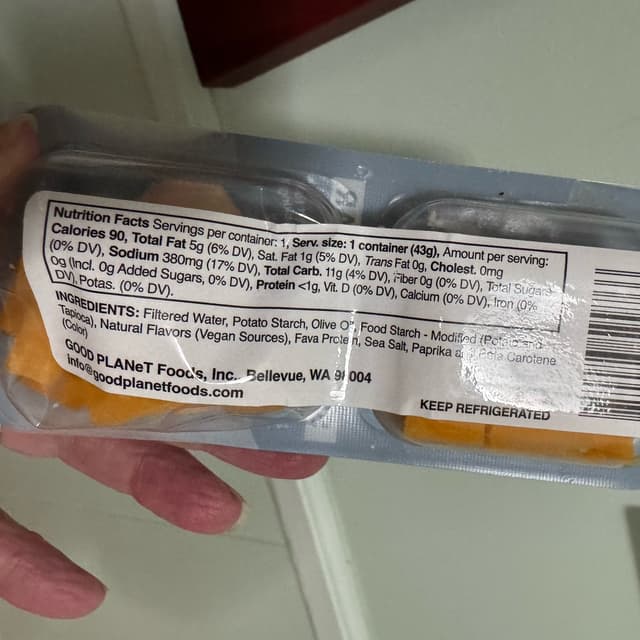 Nutrition Facts Servings per container: 1, Serv. size: 1 container (43g), Amount per serving:
Calories 90, Total Fat 5g (6% DV), Sat. Fat 1g (5% DV), Trans Fat 0g, Cholest. 0mg
(0% DV), Sodium 380mg (17% DV), Total Carb. 11g (4% DV), Fiber 0g (0% DV), Total Sugars
0g (Incl. 0g Added Sugars, 0% DV), Protein <1g, Vit. D (0% DV), Calcium (0% DV), Iron (0%
DV), Potas. (0% DV).
INGREDIENTS: Filtered Water, Potato Starch, Olive Food Starch - Modified (Potato and
Tapioca), Natural Flavors (Vegan Sources), Fava Protein, Sea Salt, Paprika Carotene
(Color)
GOOD PLANeT Foods, Inc., Bellevue, WA
info@goodplanetfoods.com
KEEP REFRIGERATED